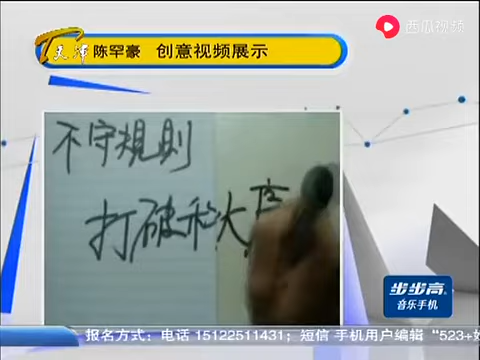 西瓜视频
天津
陈罕豪 创意视频展示
不守规则
打破和大
步步高
音乐手机
报名方式:电话 15122511431;短信 手机用户编辑“523+